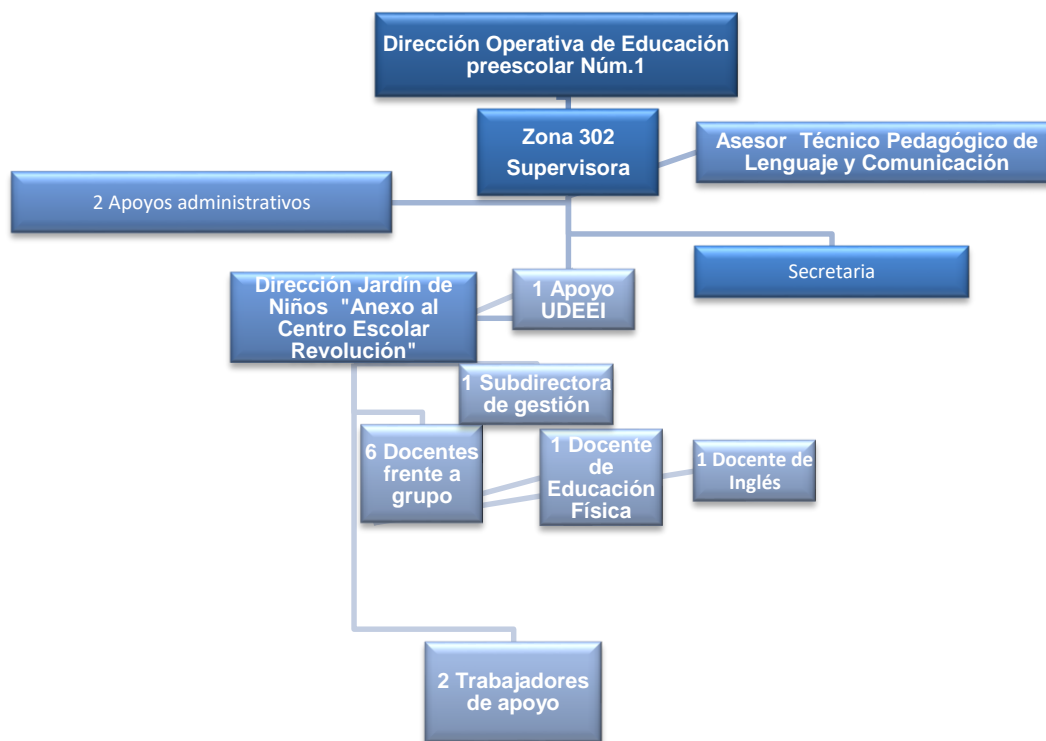 Dirección Operativa de Educación
preescolar Núm.1
Zona 302
Supervisora
Asesor Técnico Pedagógico de
Lenguaje y Comunicación
2 Apoyos administrativos
Secretaria
Dirección Jardín de
Niños "Anexo al
Centro Escolar
Revolución"
1 Apoyo
UDEEI
1 Subdirectora
de gestión
6 Docentes
frente a
grupo
1 Docente
de
Educación
Física
1 Docente de
Inglés
2 Trabajadores
de apoyo